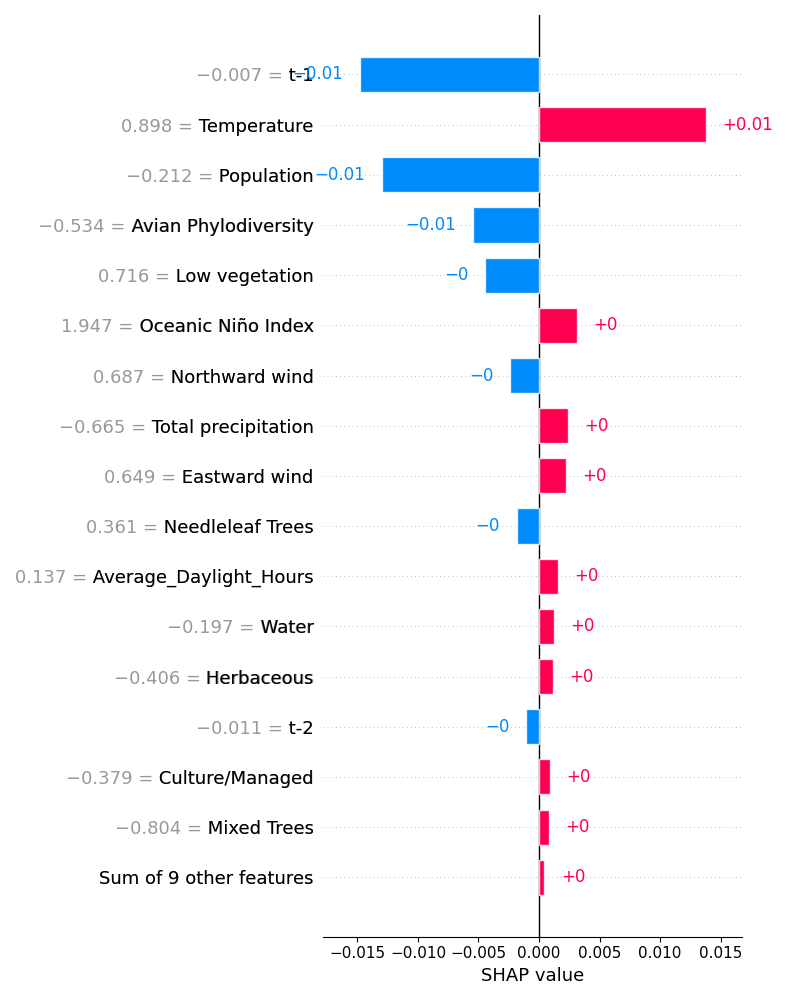 −0.007 = t-1 −0.01
0.898 = Temperature +0.01
−0.212 = Population −0.01
−0.534 = Avian Phylodiversity −0.01
0.716 = Low vegetation −0
1.947 = Oceanic Niño Index +0
0.687 = Northward wind −0
−0.665 = Total precipitation +0
0.649 = Eastward wind +0
0.361 = Needleleaf Trees −0
0.137 = Average_Daylight_Hours +0
−0.197 = Water +0
−0.406 = Herbaceous +0
−0.011 = t-2 −0
−0.379 = Culture/Managed +0
−0.804 = Mixed Trees +0
Sum of 9 other features +0
−0.015 −0.010 −0.005 0.000 0.005 0.010 0.015
SHAP value